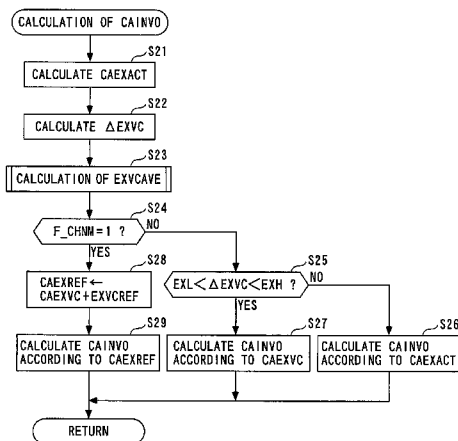 CALCULATION OF CAINVO
S21
CALCULATE CAEXACT
S22
CALCULATE ΔEXVC
S23
CALCULATION OF EXVCAVE
S24
F_CHNM=1 ?
NO
YES
S28
CAEXREF←
CAEXVC+EXVCREF
S25
EXL<ΔEXVC<EXH ?
NO
YES
S29
CALCULATE CAINVO
ACCORDING TO CAEXREF
S27
CALCULATE CAINVO
ACCORDING TO CAEXVC
S26
CALCULATE CAINVO
ACCORDING TO CAEXACT
RETURN